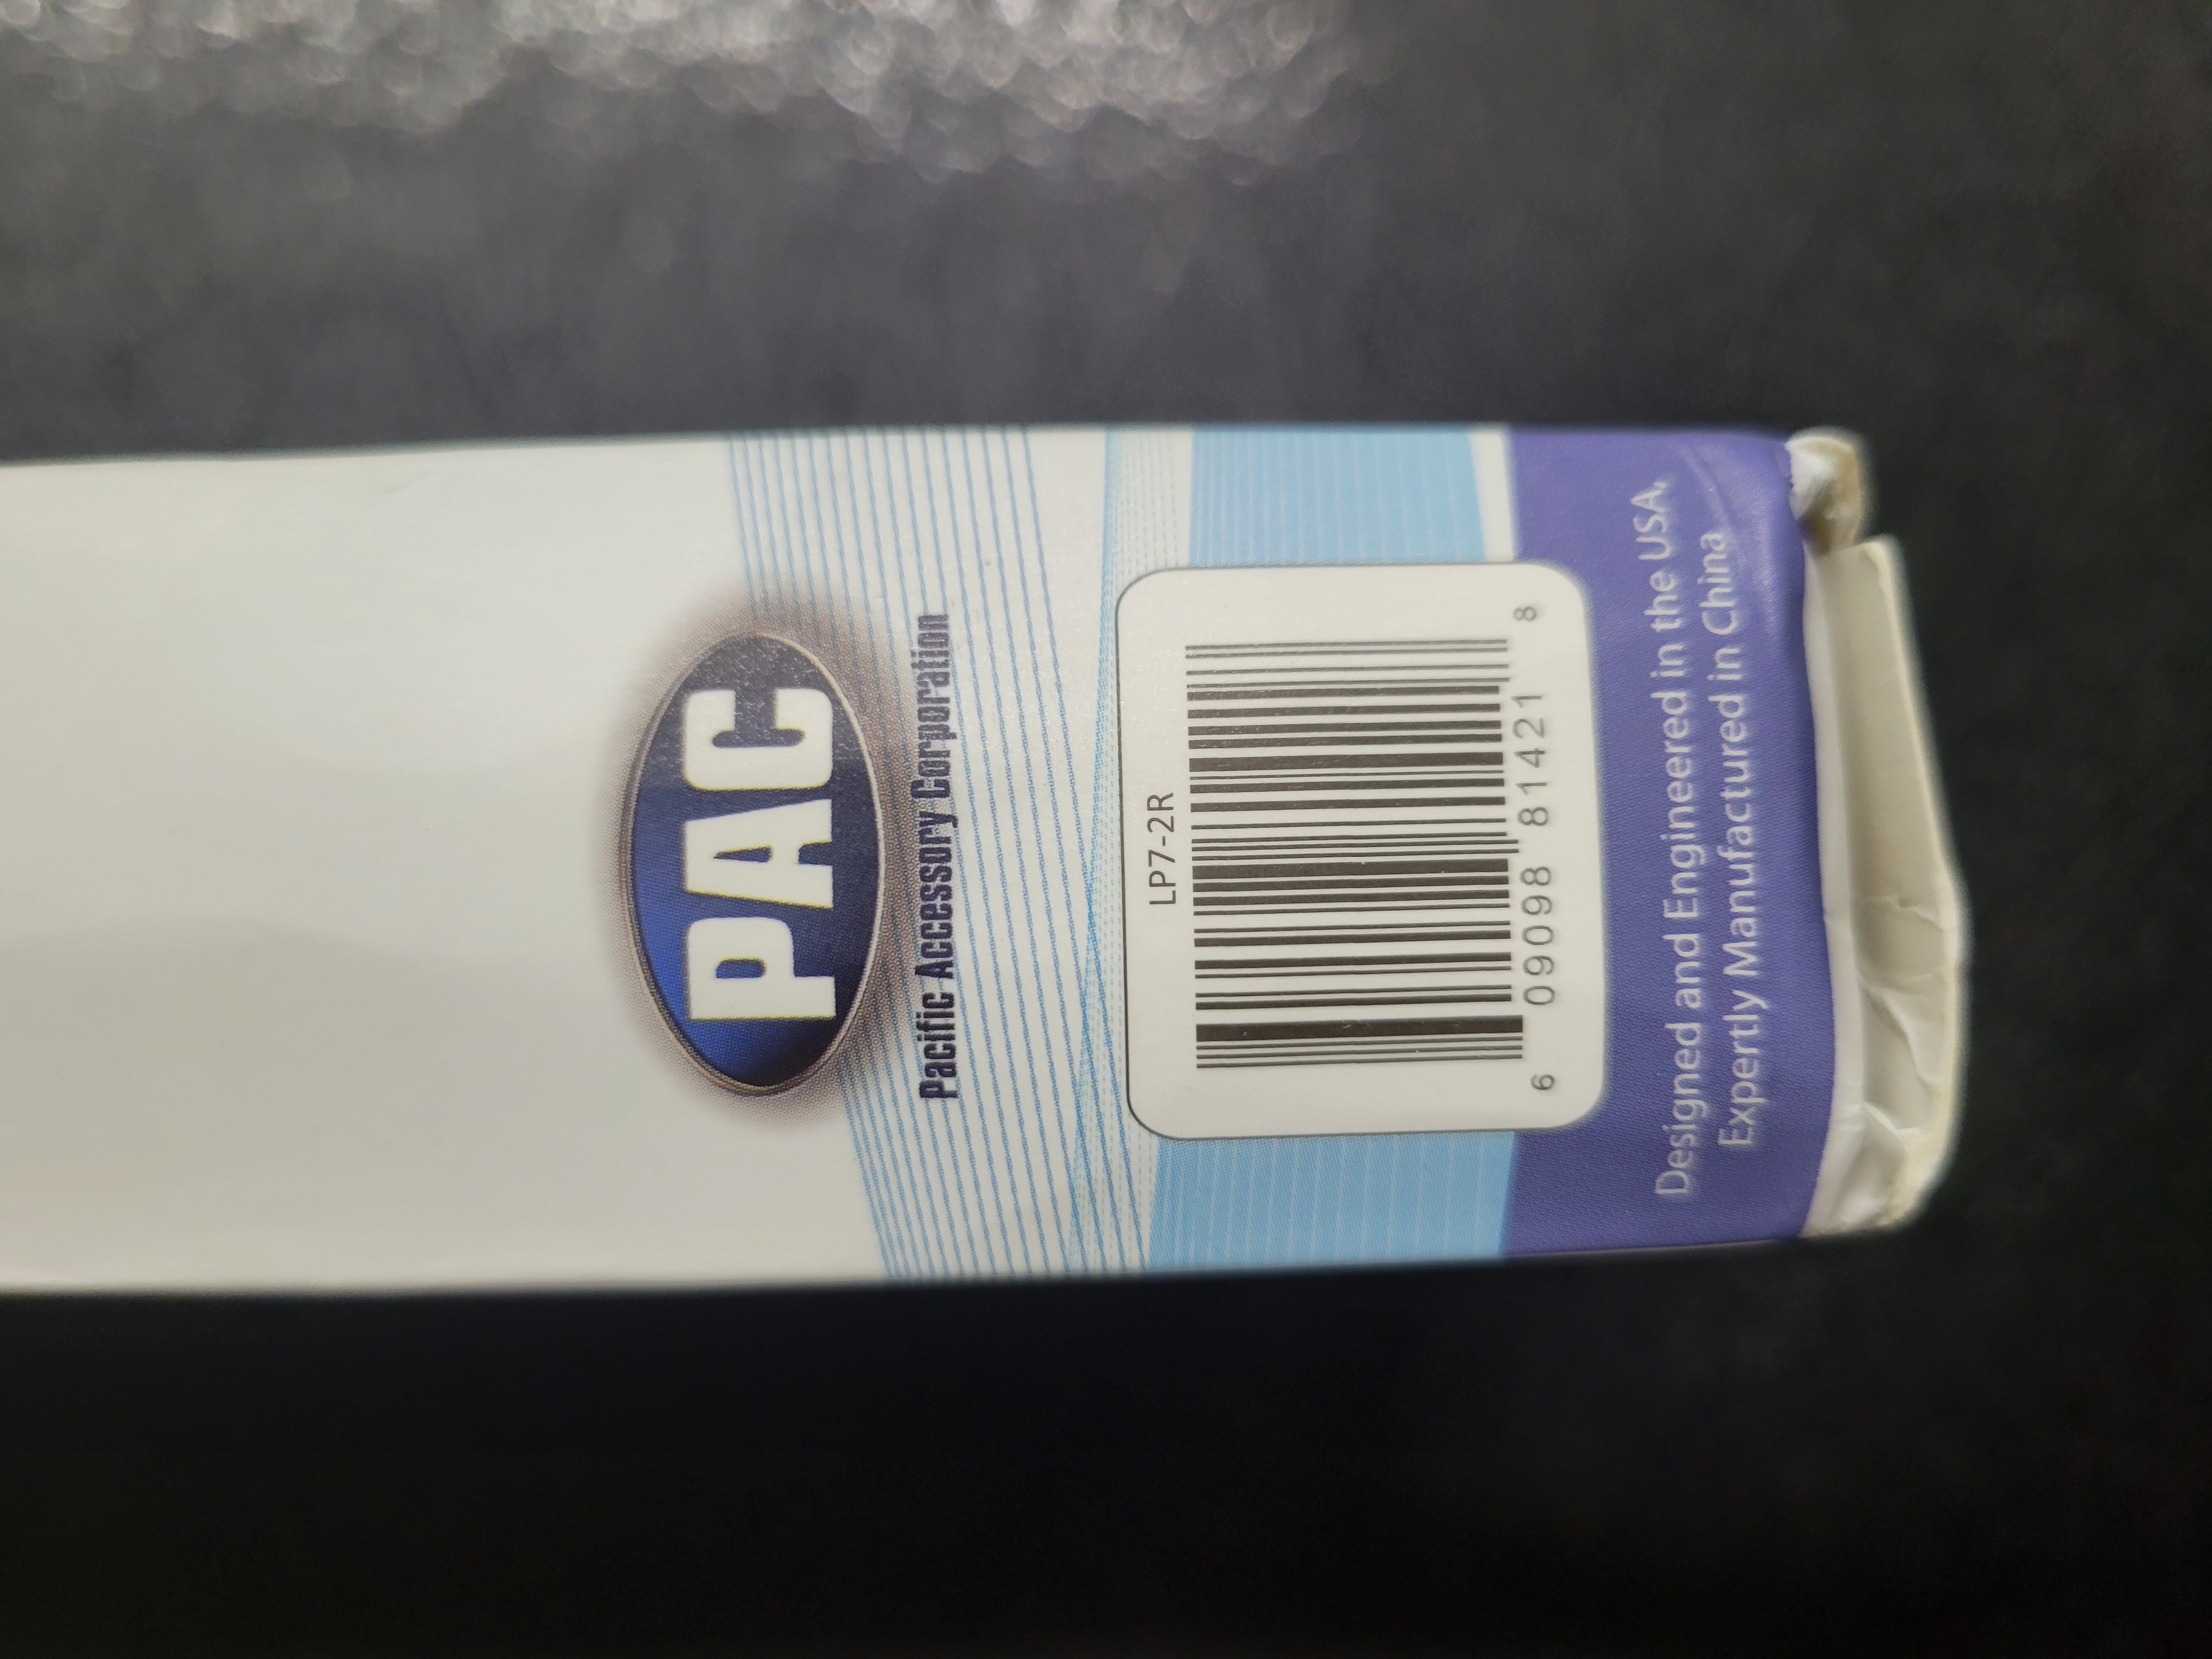 PAC
Pacific Accessory Corporation
LP7-2R
6 09098 81421 8
Designed and Engineered in the USA.
Expertly Manufactured in China